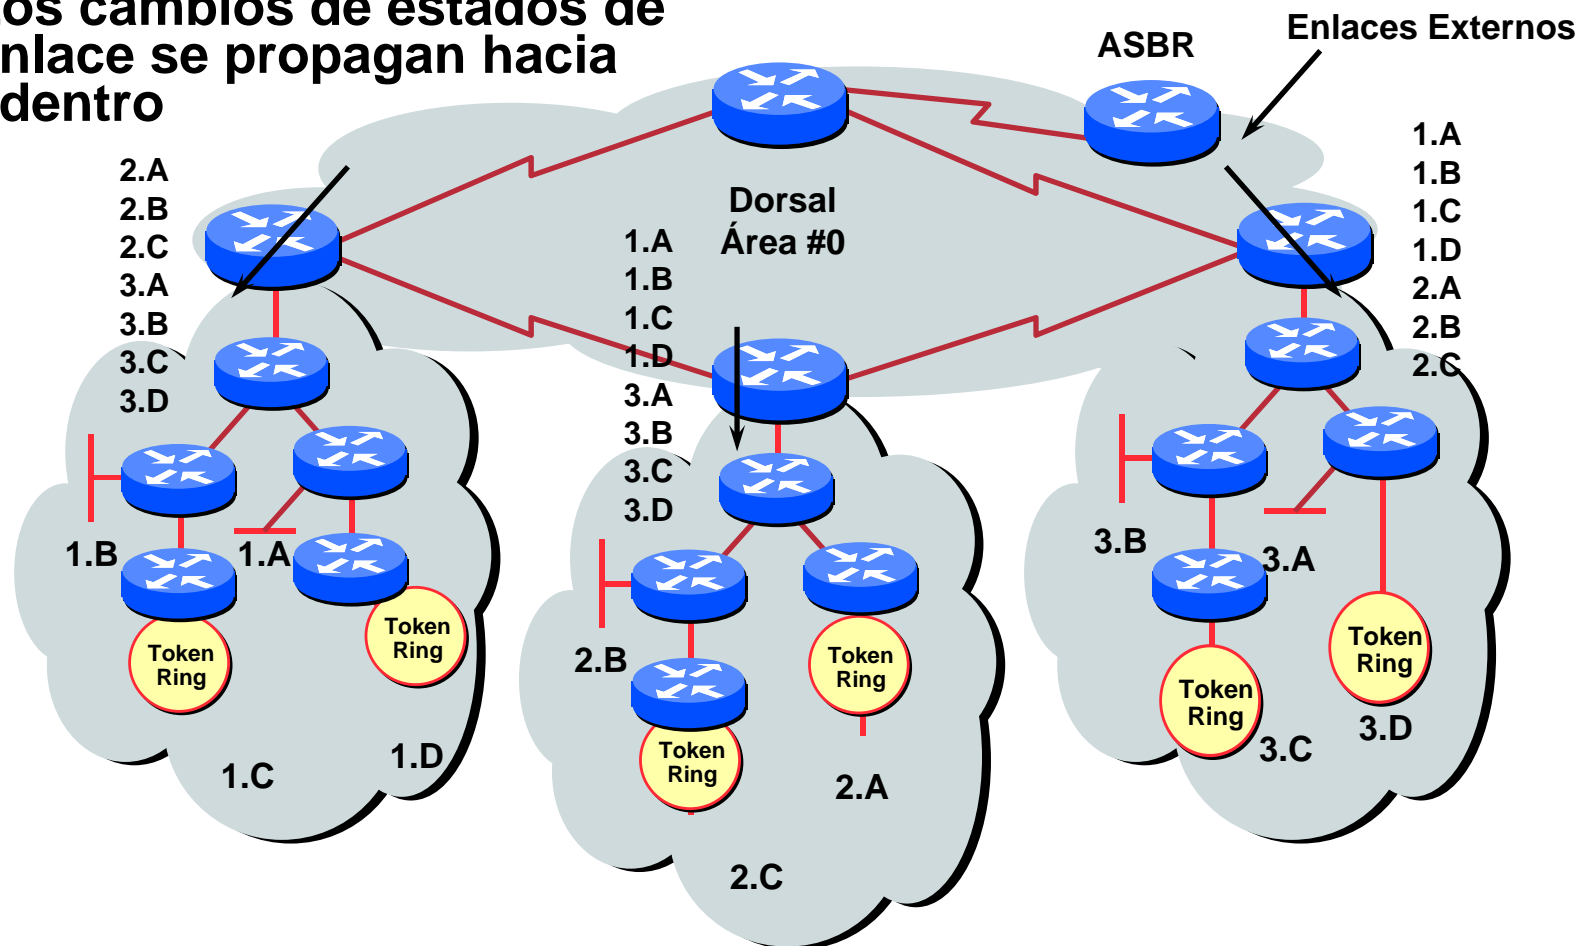 os cambios de estados de
nlace se propagan hacia
dentro
Enlaces Externos
ASBR
2.A
2.B
2.C
3.A
3.B
3.C
3.D
Dorsal
Área #0
1.A
1.B
1.C
1.D
3.A
3.B
3.C
3.D
1.A
1.B
1.C
1.D
2.A
2.B
2.C
1.B
1.A
Token
Ring
Token
Ring
1.C
1.D
2.B
Token
Ring
Token
Ring
2.A
2.C
3.B
3.A
Token
Ring
Token
Ring
3.C
3.D